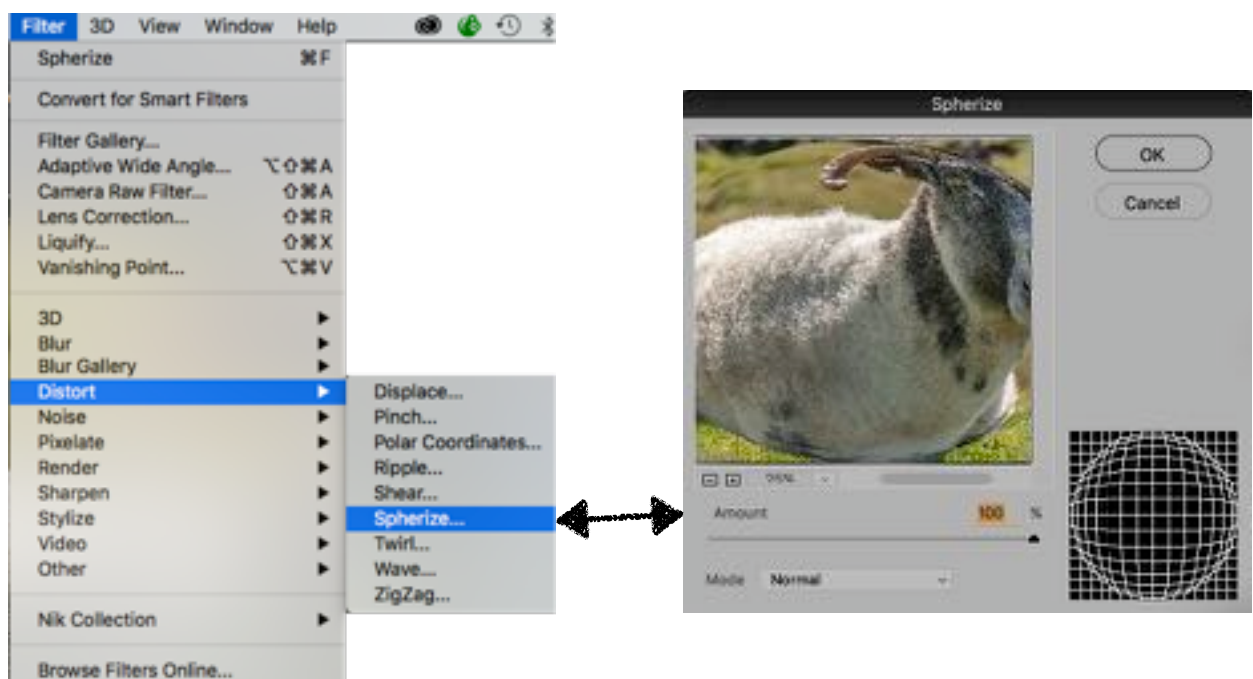 Filter 3D View Window Help
Spherize ⌘F
Convert for Smart Filters
Filter Gallery...
Adaptive Wide Angle... ⌥⇧⌘A
Camera Raw Filter... ⇧⌘A
Lens Correction... ⇧⌘R
Liquify... ⇧⌘X
Vanishing Point... ⌥⌘V
3D
Blur
Blur Gallery
Distort
Noise
Pixelate
Render
Sharpen
Stylize
Video
Other
Nik Collection
Browse Filters Online...
Displace...
Pinch...
Polar Coordinates...
Ripple...
Shear...
Spherize...
Twirl...
Wave...
ZigZag...
Spherize
OK
Cancel
25%
Amount 100 %
Mode Normal